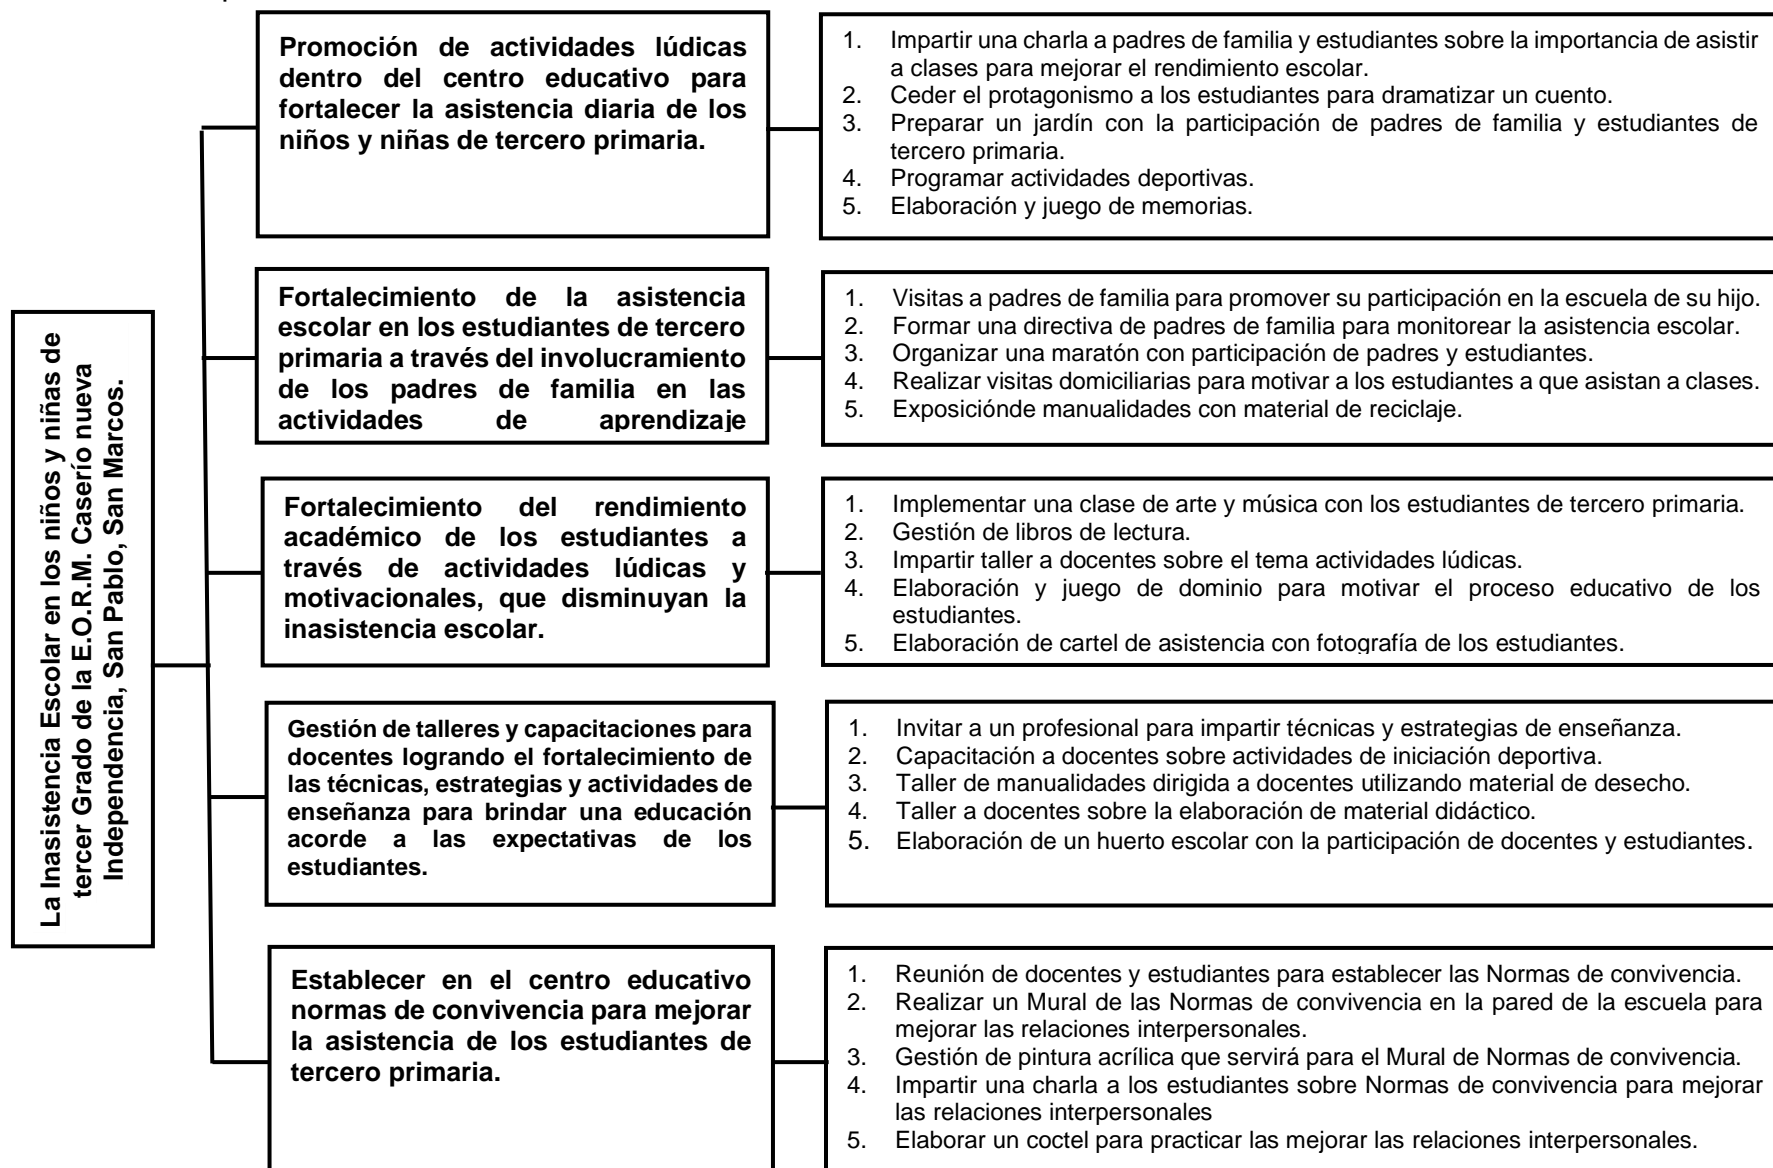 La Inasistencia Escolar en los niños y niñas de
tercer Grado de la E.O.R.M. Caserío nueva
Independencia, San Pablo, San Marcos.
Promoción de actividades lúdicas
dentro del centro educativo para
fortalecer la asistencia diaria de los
niños y niñas de tercero primaria.
1. Impartir una charla a padres de familia y estudiantes sobre la importancia de asistir
a clases para mejorar el rendimiento escolar.
2. Ceder el protagonismo a los estudiantes para dramatizar un cuento.
3. Preparar un jardín con la participación de padres de familia y estudiantes de
tercero primaria.
4. Programar actividades deportivas.
5. Elaboración y juego de memorias.
Fortalecimiento de la asistencia
escolar en los estudiantes de tercero
primaria a través del involucramiento
de los padres de familia en las
actividades de aprendizaje
1. Visitas a padres de familia para promover su participación en la escuela de su hijo.
2. Formar una directiva de padres de familia para monitorear la asistencia escolar.
3. Organizar una maratón con participación de padres y estudiantes.
4. Realizar visitas domiciliarias para motivar a los estudiantes a que asistan a clases.
5. Exposiciónde manualidades con material de reciclaje.
Fortalecimiento del rendimiento
académico de los estudiantes a
través de actividades lúdicas y
motivacionales, que disminuyan la
inasistencia escolar.
1. Implementar una clase de arte y música con los estudiantes de tercero primaria.
2. Gestión de libros de lectura.
3. Impartir taller a docentes sobre el tema actividades lúdicas.
4. Elaboración y juego de dominio para motivar el proceso educativo de los
estudiantes.
5. Elaboración de cartel de asistencia con fotografía de los estudiantes.
Gestión de talleres y capacitaciones para
docentes logrando el fortalecimiento de
las técnicas, estrategias y actividades de
enseñanza para brindar una educación
acorde a las expectativas de los
estudiantes.
1. Invitar a un profesional para impartir técnicas y estrategias de enseñanza.
2. Capacitación a docentes sobre actividades de iniciación deportiva.
3. Taller de manualidades dirigida a docentes utilizando material de desecho.
4. Taller a docentes sobre la elaboración de material didáctico.
5. Elaboración de un huerto escolar con la participación de docentes y estudiantes.
Establecer en el centro educativo
normas de convivencia para mejorar
la asistencia de los estudiantes de
tercero primaria.
1. Reunión de docentes y estudiantes para establecer las Normas de convivencia.
2. Realizar un Mural de las Normas de convivencia en la pared de la escuela para
mejorar las relaciones interpersonales.
3. Gestión de pintura acrílica que servirá para el Mural de Normas de convivencia.
4. Impartir una charla a los estudiantes sobre Normas de convivencia para mejorar
las relaciones interpersonales
5. Elaborar un coctel para practicar las mejorar las relaciones interpersonales.